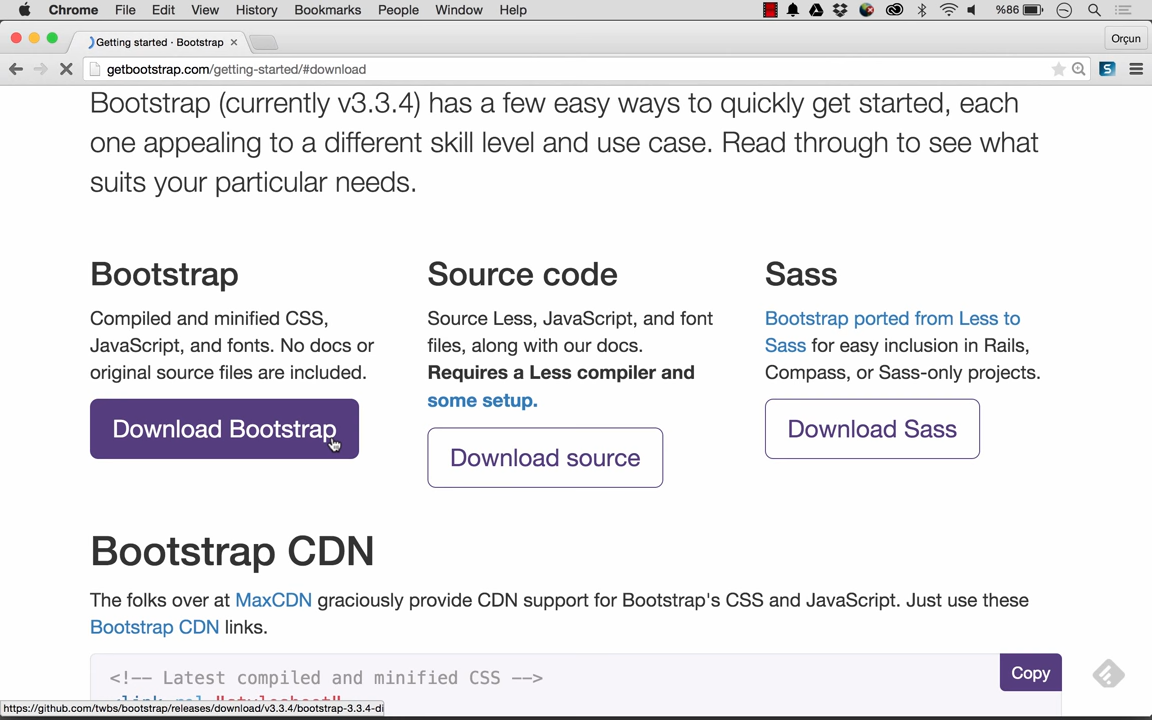 Chrome File Edit View History Bookmarks People Window Help %86
Getting started · Bootstrap
Orçun
getbootstrap.com/getting-started/#download
Bootstrap (currently v3.3.4) has a few easy ways to quickly get started, each
one appealing to a different skill level and use case. Read through to see what
suits your particular needs.
Bootstrap
Compiled and minified CSS,
JavaScript, and fonts. No docs or
original source files are included.
Download Bootstrap
Source code
Source Less, JavaScript, and font
files, along with our docs.
Requires a Less compiler and
some setup.
Download source
Sass
Bootstrap ported from Less to
Sass for easy inclusion in Rails,
Compass, or Sass-only projects.
Download Sass
Bootstrap CDN
The folks over at MaxCDN graciously provide CDN support for Bootstrap's CSS and JavaScript. Just use these
Bootstrap CDN links.
<!-- Latest compiled and minified CSS -->
Copy
<link rel="stylesheet"
https://github.com/twbs/bootstrap/releases/download/v3.3.4/bootstrap-3.3.4-di